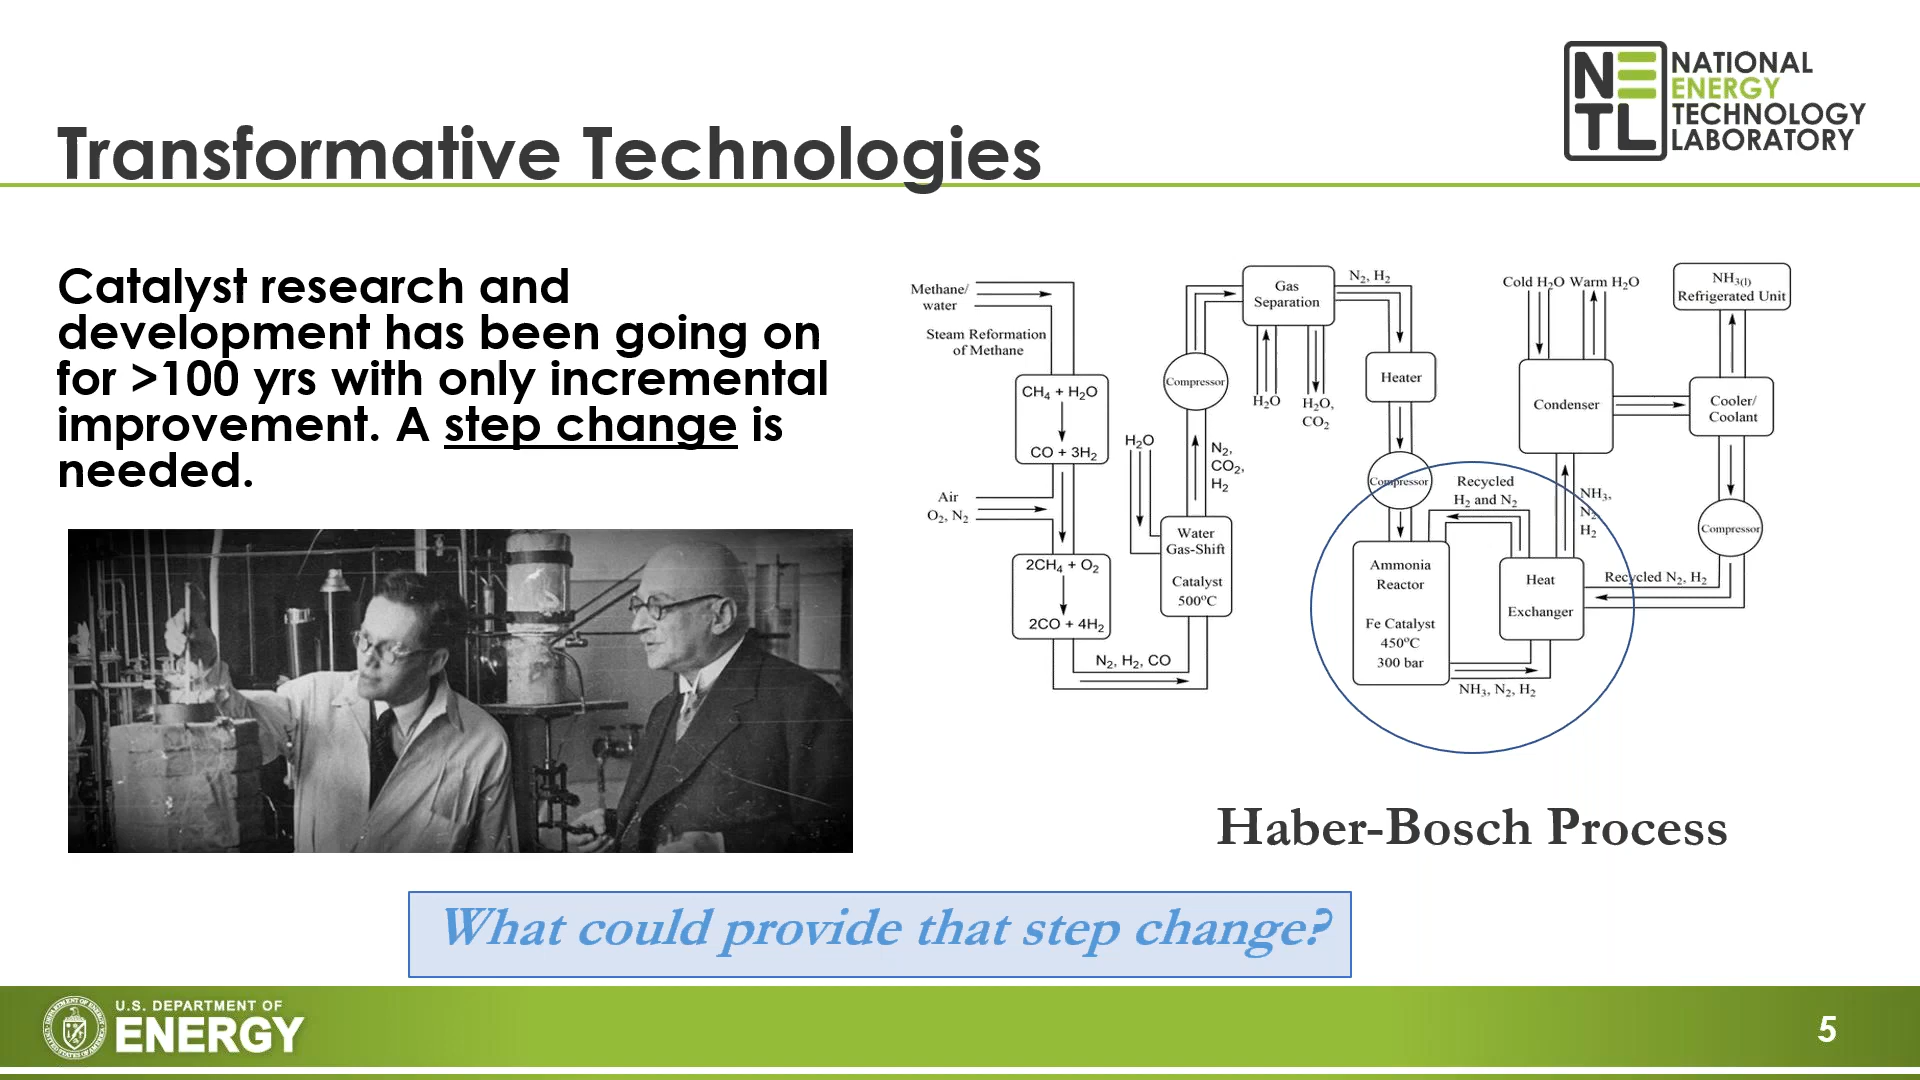 NETL
NATIONAL
ENERGY
TECHNOLOGY
LABORATORY
Transformative Technologies
Catalyst research and
development has been going on
for >100 yrs with only incremental
improvement. A step change is
needed.
Methane/
water
Steam Reformation
of Methane
CH₄ + H₂O
CO + 3H₂
Air
O₂, N₂
2CH₄ + O₂
2CO + 4H₂
N₂, H₂, CO
H₂O
Water
Gas-Shift
Catalyst
500ºC
N₂,
CO₂,
H₂
Compressor
Gas
Separation
H₂O
H₂O,
CO₂
N₂, H₂
Heater
Compressor
Recycled
H₂ and N₂
Ammonia
Reactor
Fe Catalyst
450ºC
300 bar
NH₃, N₂, H₂
Heat
Exchanger
NH₃,
N₂,
H₂
Cold H₂O Warm H₂O
Condenser
NH₃₍ₗ₎
Refrigerated Unit
Cooler/
Coolant
Compressor
Recycled N₂, H₂
Haber-Bosch Process
What could provide that step change?
U.S. DEPARTMENT OF
ENERGY
5